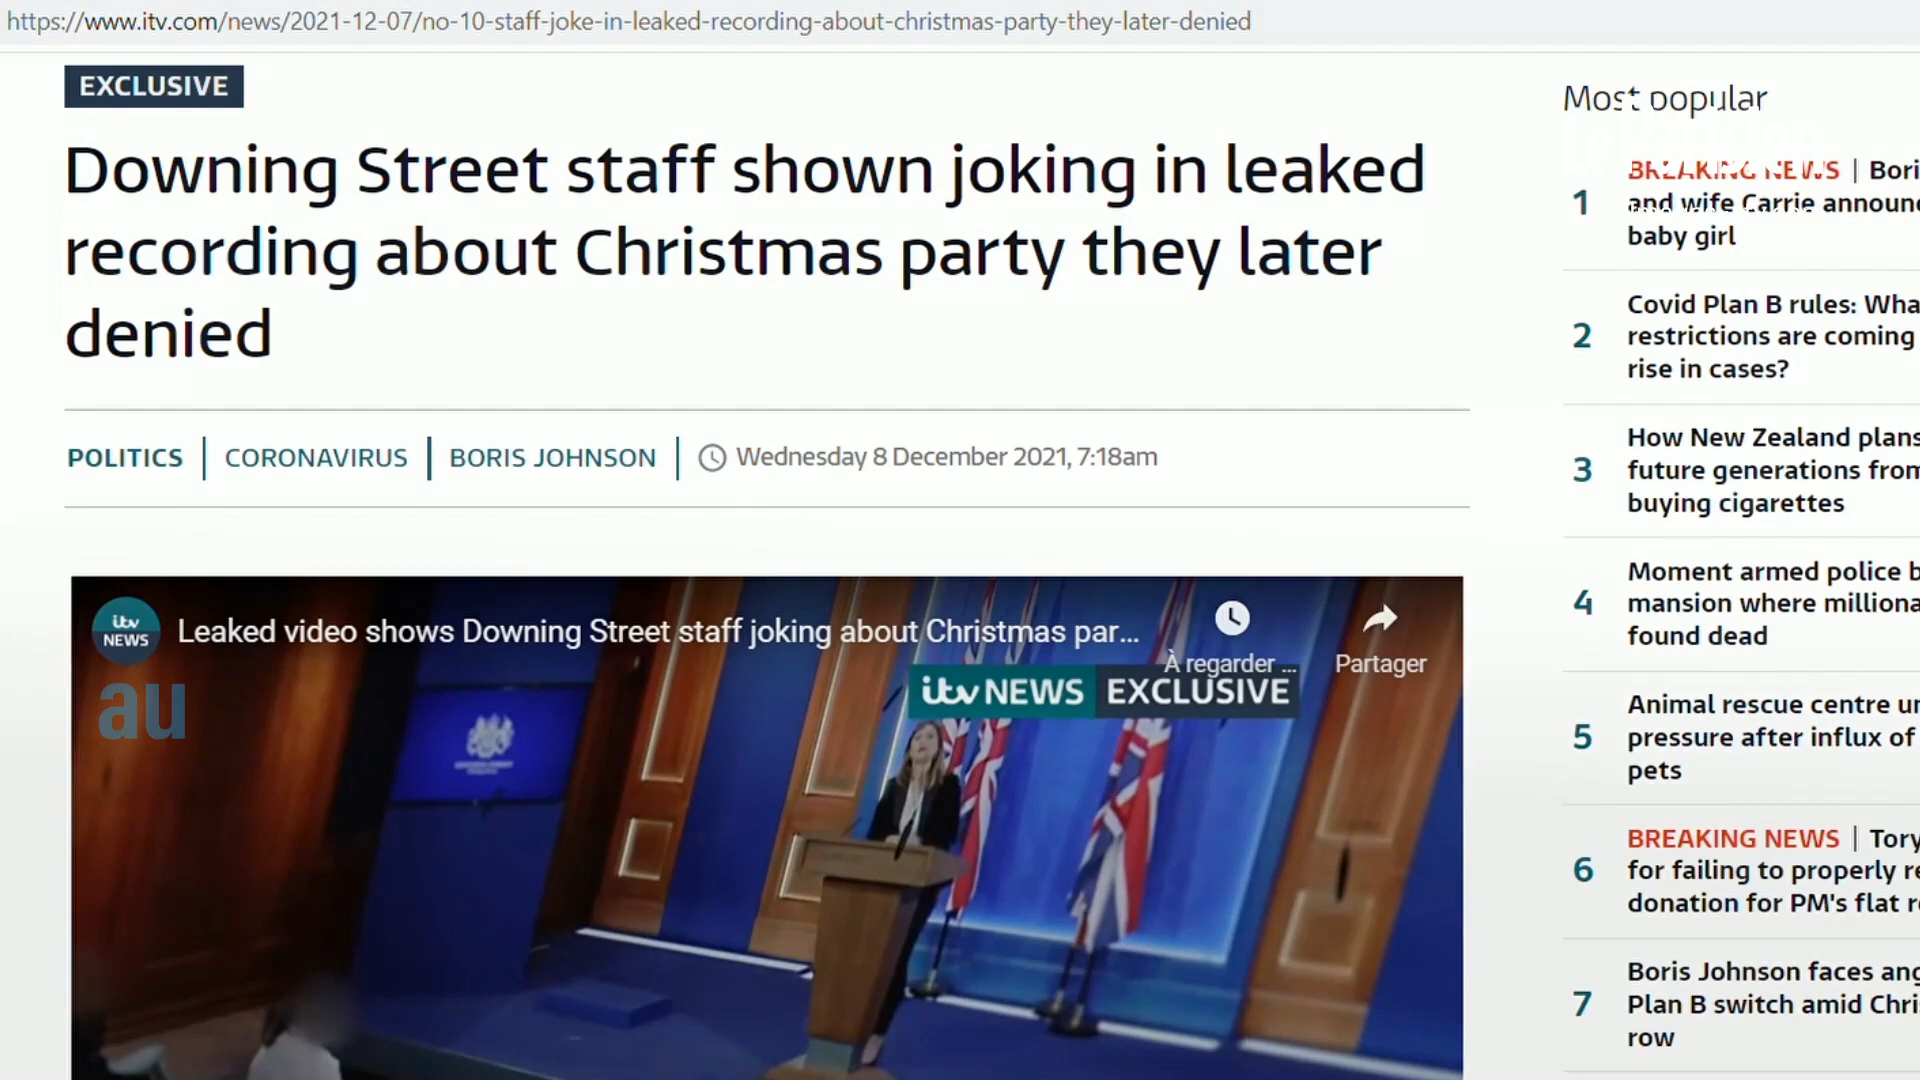 https://www.itv.com/news/2021-12-07/no-10-staff-joke-in-leaked-recording-about-christmas-party-they-later-denied
EXCLUSIVE
Downing Street staff shown joking in leaked
recording about Christmas party they later
denied
POLITICS
CORONAVIRUS
BORIS JOHNSON
Wednesday 8 December 2021, 7:18am
itv
NEWS
Leaked video shows Downing Street staff joking about Christmas par...
À regarder ...
Partager
itv NEWS EXCLUSIVE
au
Most popular
1
BREAKING NEWS | Bori
and wife Carrie announc
baby girl
2
Covid Plan B rules: Wha
restrictions are coming
rise in cases?
3
How New Zealand plans
future generations from
buying cigarettes
4
Moment armed police b
mansion where milliona
found dead
5
Animal rescue centre un
pressure after influx of
pets
6
BREAKING NEWS | Tory
for failing to properly re
donation for PM's flat r
7
Boris Johnson faces ang
Plan B switch amid Chri
row